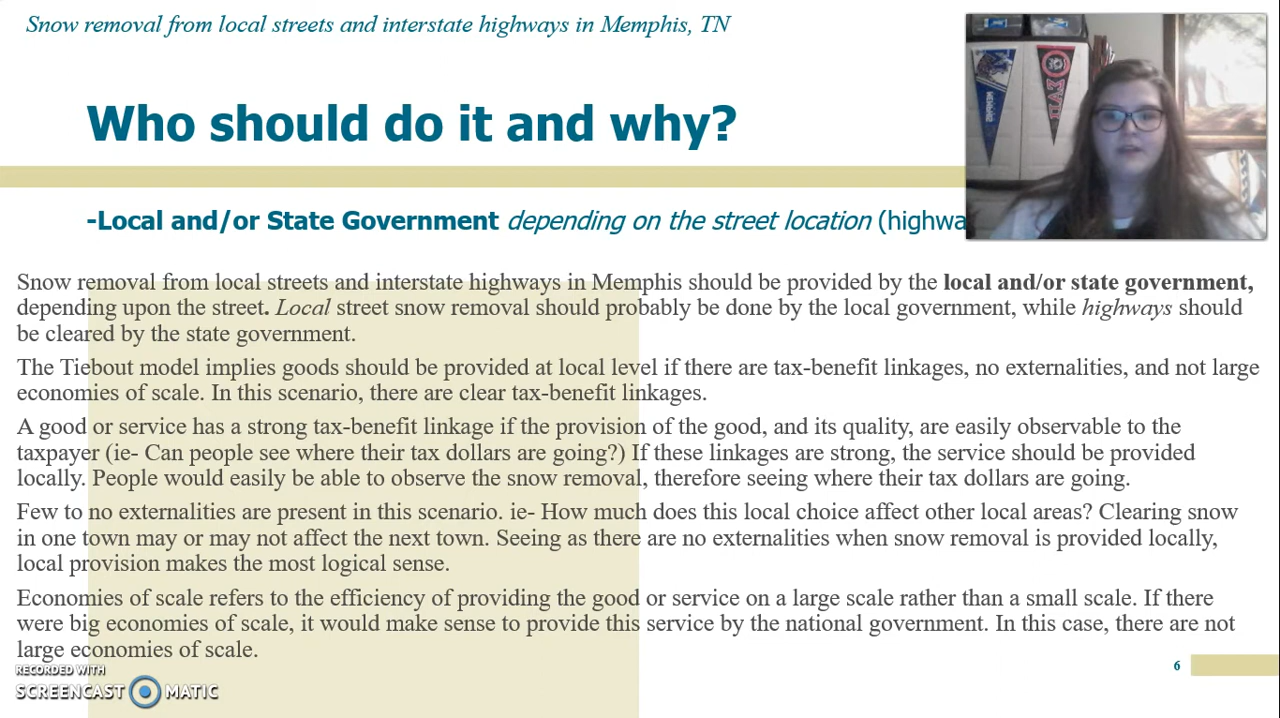 Snow removal from local streets and interstate highways in Memphis, TN
Who should do it and why?
-Local and/or State Government depending on the street location (highwa
MEMPHIS
Snow removal from local streets and interstate highways in Memphis should be provided by the local and/or state government,
depending upon the street. Local street snow removal should probably be done by the local government, while highways should
be cleared by the state government.
The Tiebout model implies goods should be provided at local level if there are tax-benefit linkages, no externalities, and not large
economies of scale. In this scenario, there are clear tax-benefit linkages.
A good or service has a strong tax-benefit linkage if the provision of the good, and its quality, are easily observable to the
taxpayer (ie- Can people see where their tax dollars are going?) If these linkages are strong, the service should be provided
locally. People would easily be able to observe the snow removal, therefore seeing where their tax dollars are going.
Few to no externalities are present in this scenario. ie- How much does this local choice affect other local areas? Clearing snow
in one town may or may not affect the next town. Seeing as there are no externalities when snow removal is provided locally,
local provision makes the most logical sense.
Economies of scale refers to the efficiency of providing the good or service on a large scale rather than a small scale. If there
were big economies of scale, it would make sense to provide this service by the national government. In this case, there are not
large economies of scale.
6
RECORDED WITH
SCREENCAST MATIC